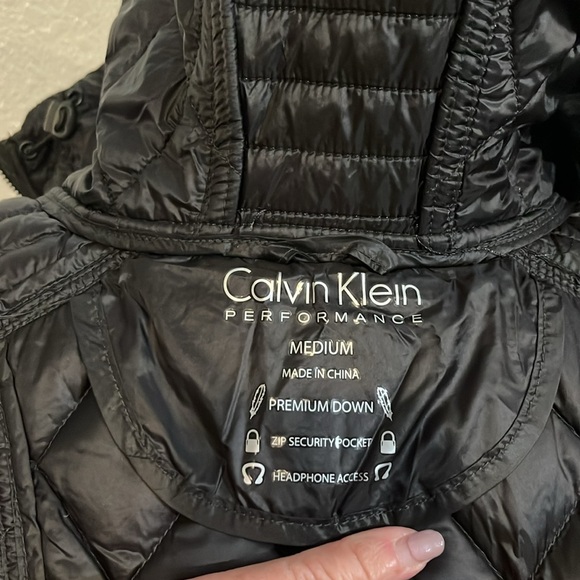 Calvin Klein
PERFORMANCE
MEDIUM
MADE IN CHINA
PREMIUM DOWN
ZIP SECURITY POCKET
HEADPHONE ACCESS